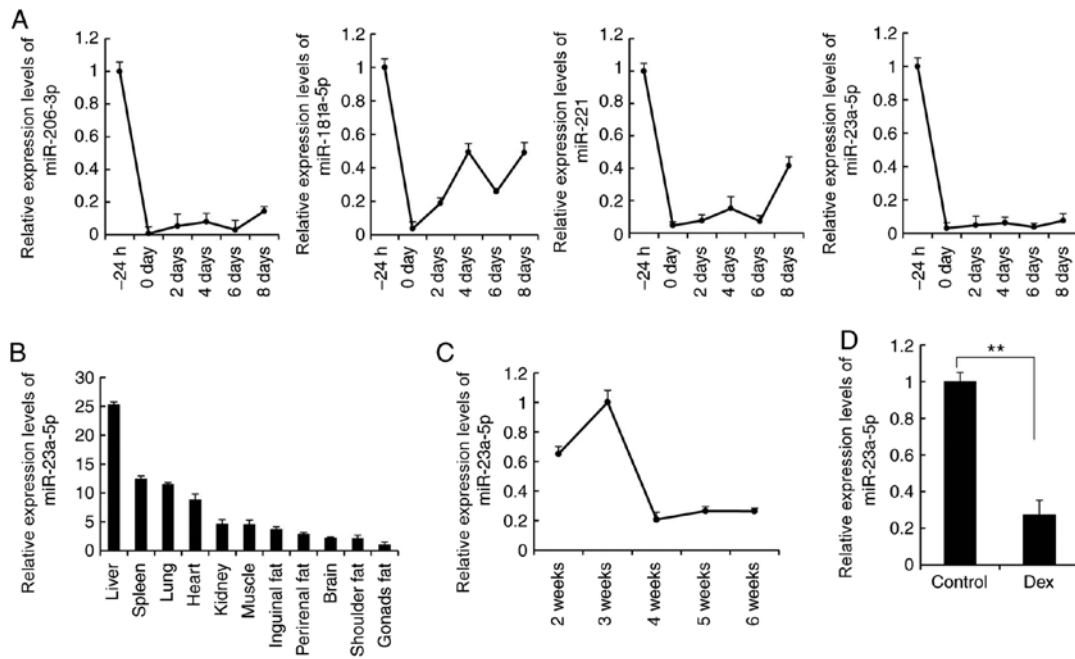 A
Relative expression levels of
miR-206-3p
1.2
1
0.8
0.6
0.4
0.2
0
−24 h
0 day
2 days
4 days
6 days
8 days
Relative expression levels of
miR-181a-5p
1.2
1
0.8
0.6
0.4
0.2
0
−24 h
0 day
2 days
4 days
6 days
8 days
Relative expression levels of
miR-221
1.2
1
0.8
0.6
0.4
0.2
0
−24 h
0 day
2 days
4 days
6 days
8 days
Relative expression levels of
miR-23a-5p
1.2
1
0.8
0.6
0.4
0.2
0
−24 h
0 day
2 days
4 days
6 days
8 days
B
Relative expression levels of
miR-23a-5p
30
25
20
15
10
5
0
Liver
Spleen
Lung
Heart
Kidney
Muscle
Inguinal fat
Perirenal fat
Brain
Shoulder fat
Gonads fat
C
Relative expression levels of
miR-23a-5p
1.2
1
0.8
0.6
0.4
0.2
0
2 weeks
3 weeks
4 weeks
5 weeks
6 weeks
D
Relative expression levels of
miR-23a-5p
1.2
1
0.8
0.6
0.4
0.2
0
**
Control
Dex